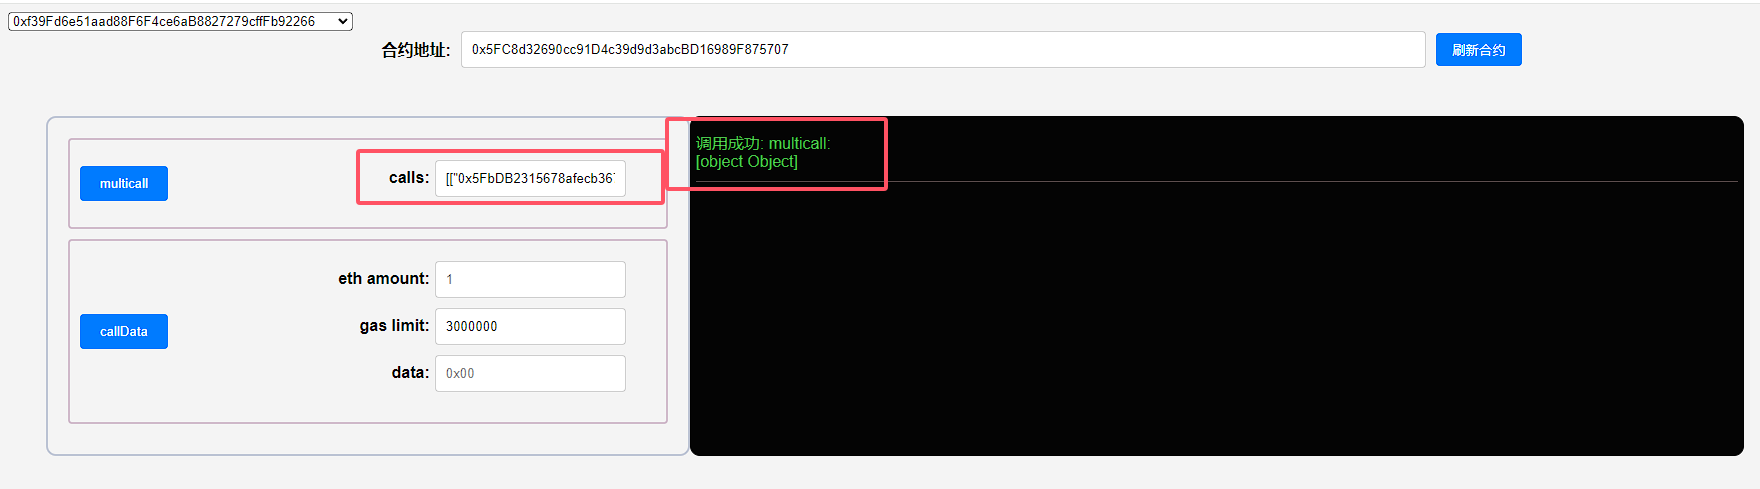 0xf39Fd6e51aad88F6F4ce6aB8827279cffFb92266
合约地址: 0x5FC8d32690cc91D4c39d9d3abcBD16989F875707 刷新合约
multicall calls: [["0x5FbDB2315678afecb367
调用成功: multicall:
[object Object]
eth amount: 1
gas limit: 3000000
callData
data: 0x00